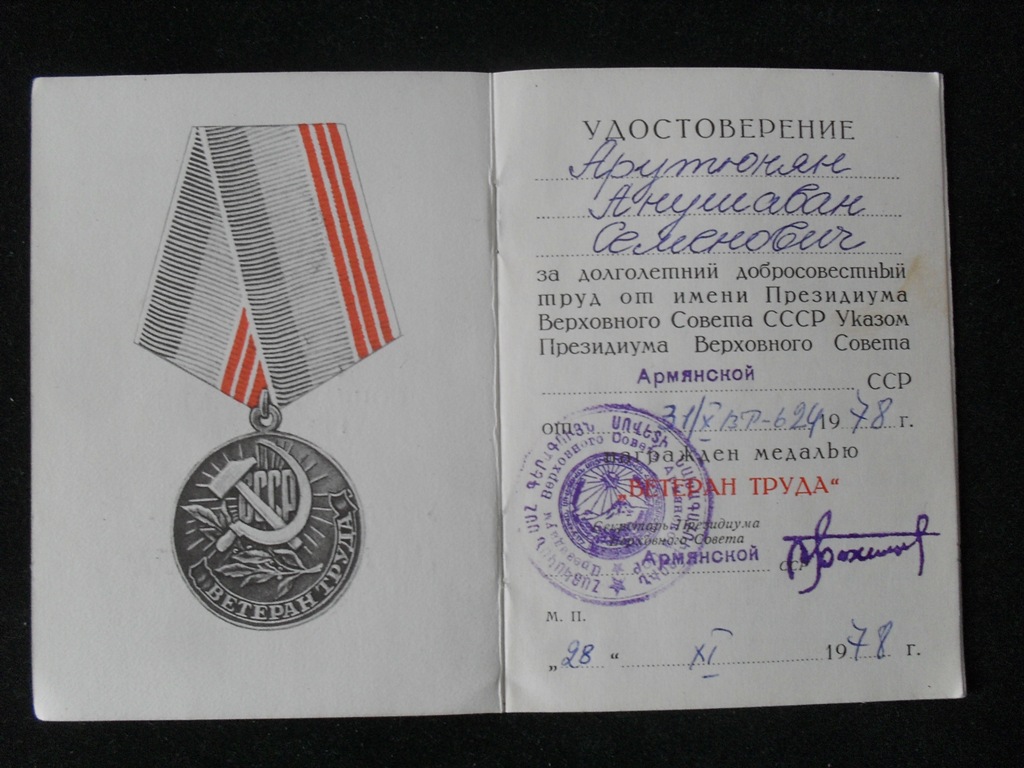 СССР
ВЕТЕРАН ТРУДА
УДОСТОВЕРЕНИЕ
Арутюнян
Анушаван
Семенович
за долголетний добросовестный
труд от имени Президиума
Верховного Совета СССР Указом
Президиума Верховного Совета
Армянской ССР
от 31/X ВТ-624 1978 г.
награжден медалью
„ВЕТЕРАН ТРУДА“
Секретарь Президиума
Верховного Совета
Армянской ССР
М. П.
„28“ XI 1978 г.